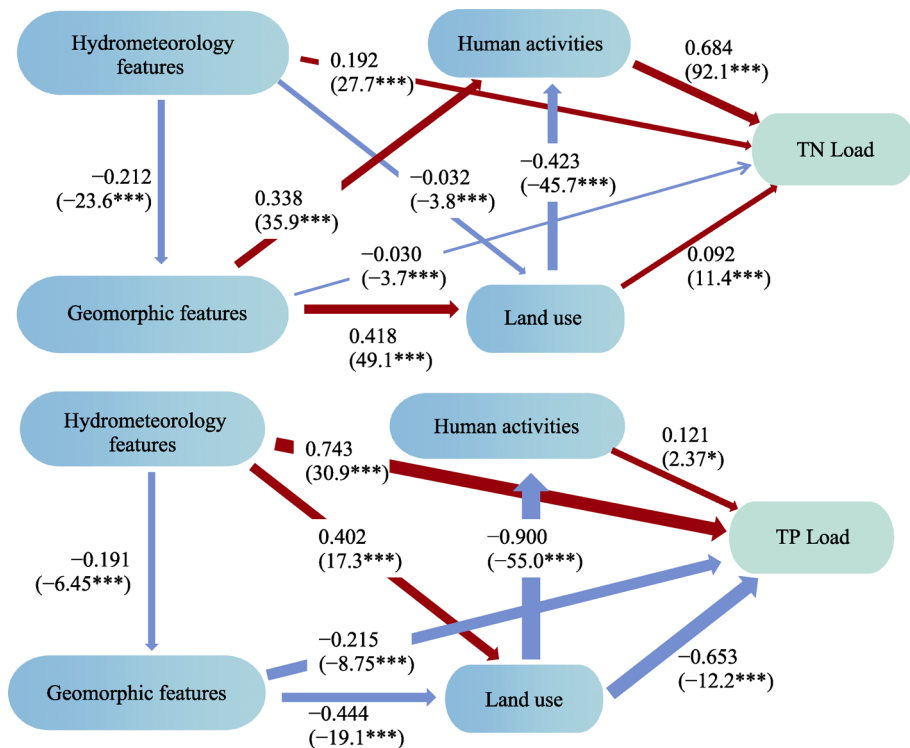 Hydrometeorology
features
Human activities
0.684
(92.1***)
0.192
(27.7***)
TN Load
−0.212
(−23.6***)
0.338
(35.9***)
−0.032
(−3.8***)
−0.423
(−45.7***)
−0.030
(−3.7***)
0.092
(11.4***)
Geomorphic features
Land use
0.418
(49.1***)
Hydrometeorology
features
Human activities
0.743
(30.9***)
0.121
(2.37*)
TP Load
−0.191
(−6.45***)
0.402
(17.3***)
−0.900
(−55.0***)
−0.215
(−8.75***)
−0.653
(−12.2***)
Geomorphic features
Land use
−0.444
(−19.1***)